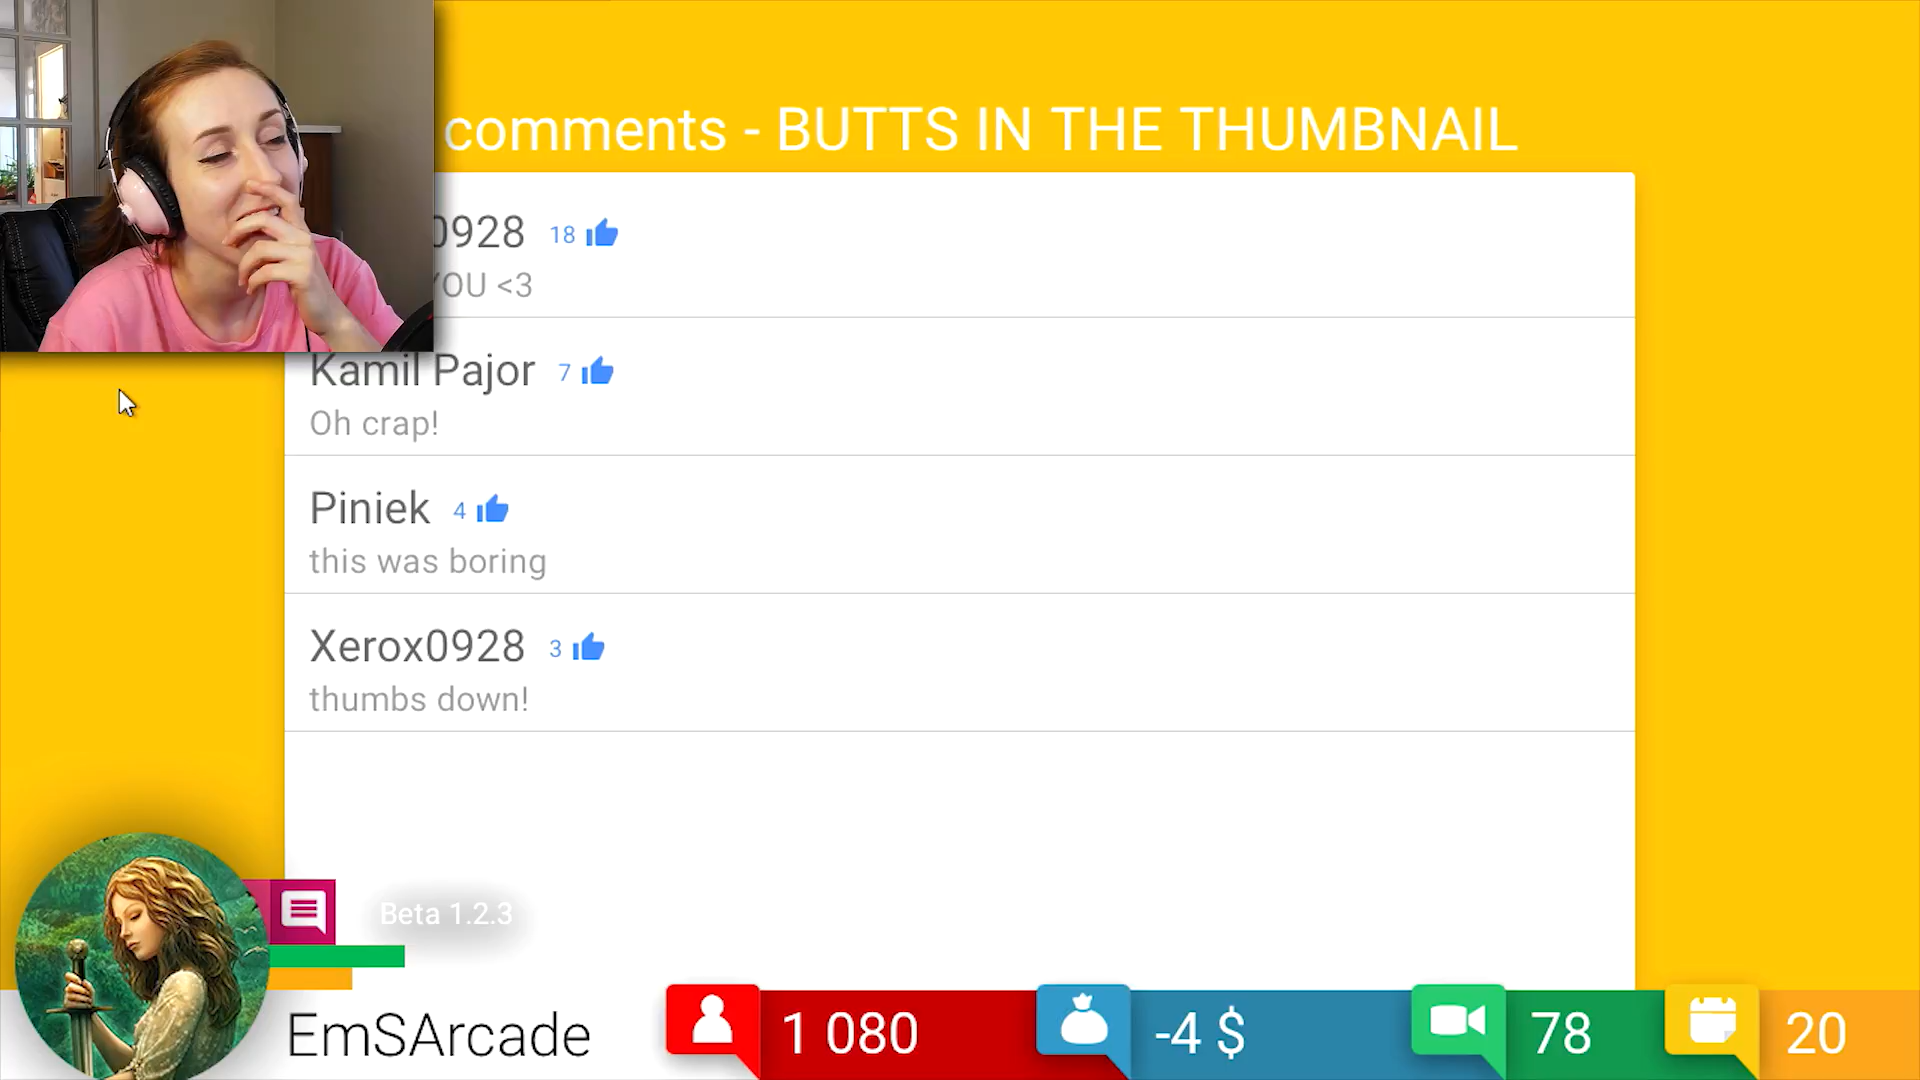 comments - BUTTS IN THE THUMBNAIL
0928 18
YOU <3
Kamil Pajor 7
Oh crap!
Piniek 4
this was boring
Xerox0928 3
thumbs down!
Beta 1.2.3
EmSArcade 1 080 -4 $ 78 20